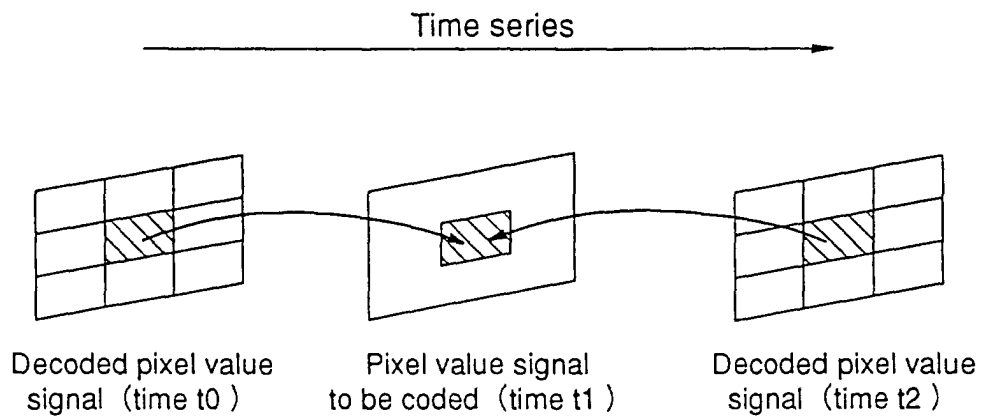 Time series
Decoded pixel value
signal (time t0 )
Pixel value signal
to be coded (time t1 )
Decoded pixel value
signal (time t2 )